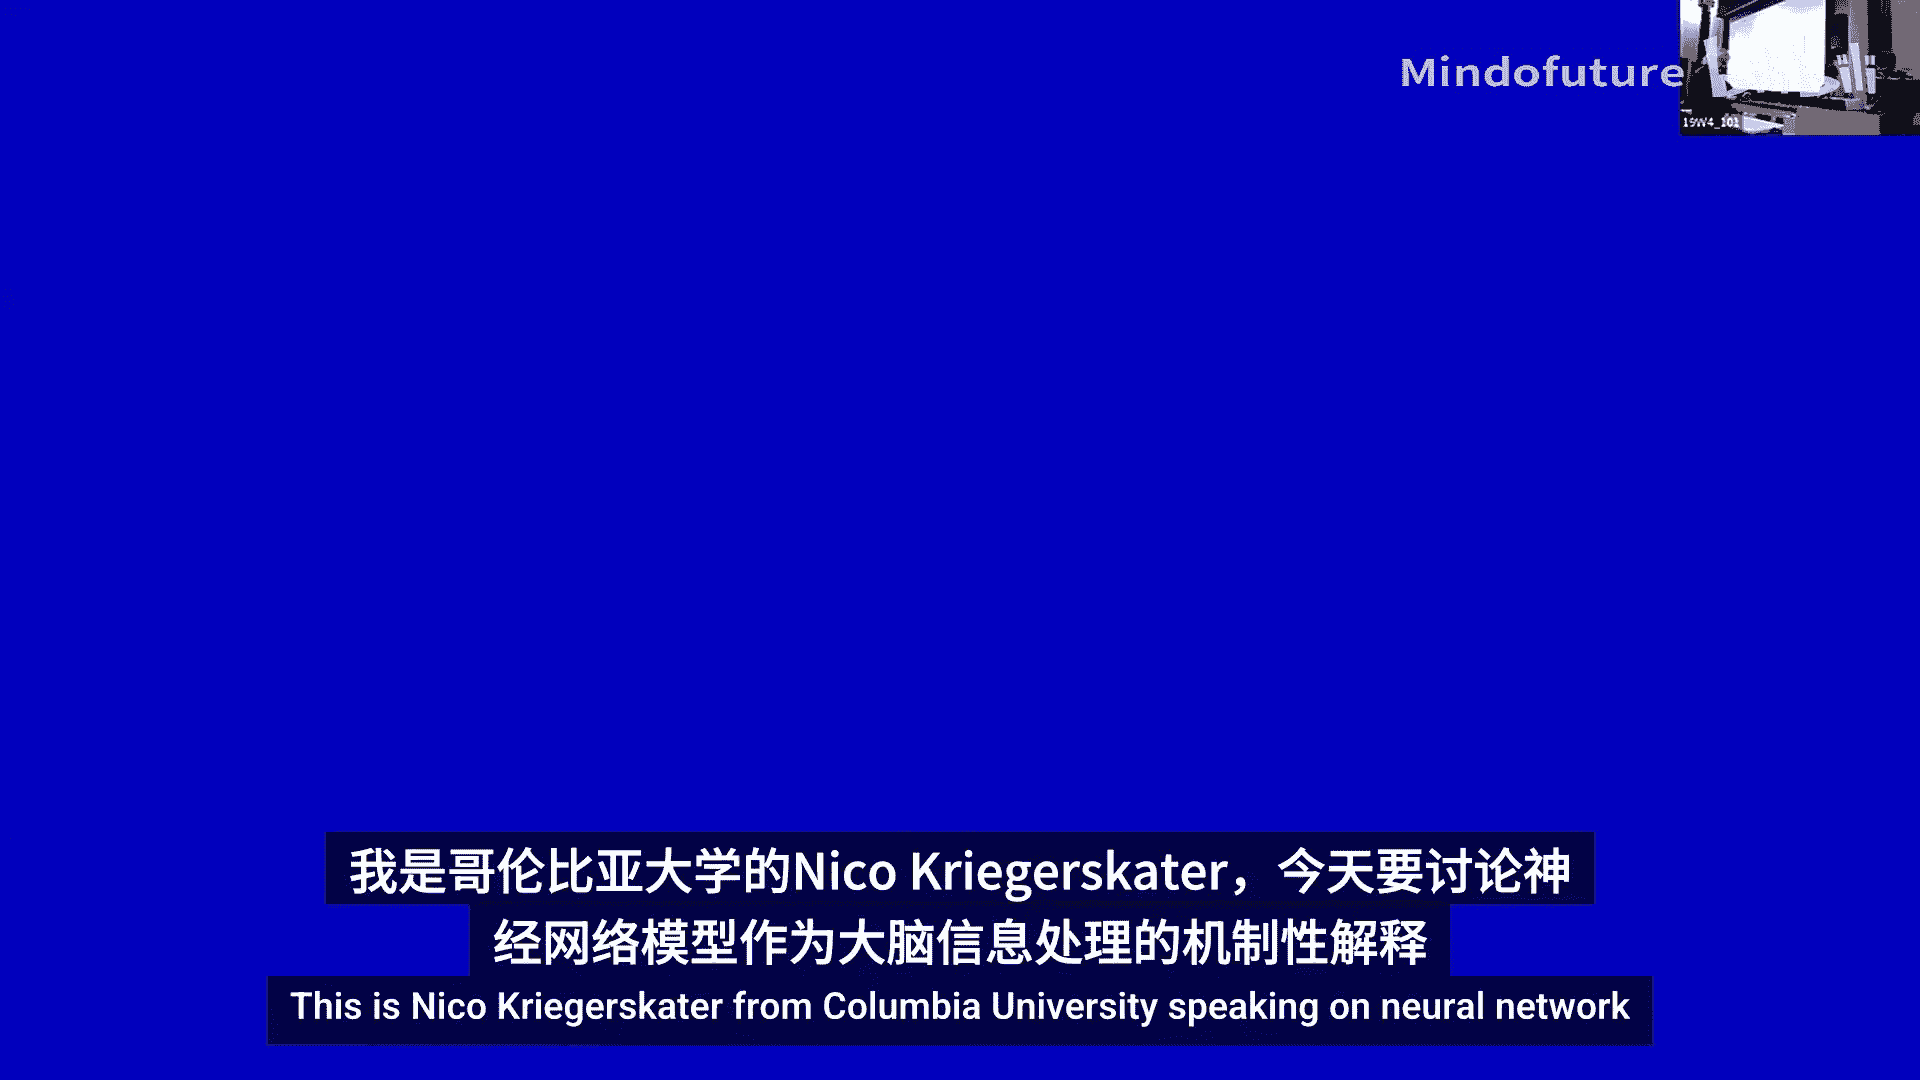 Mindofuture
19W4_101
我是哥伦比亚大学的Nico Kriegerskater，今天要讨论神
经网络模型作为大脑信息处理的机制性解释
This is Nico Kriegerskater from Columbia University speaking on neural network